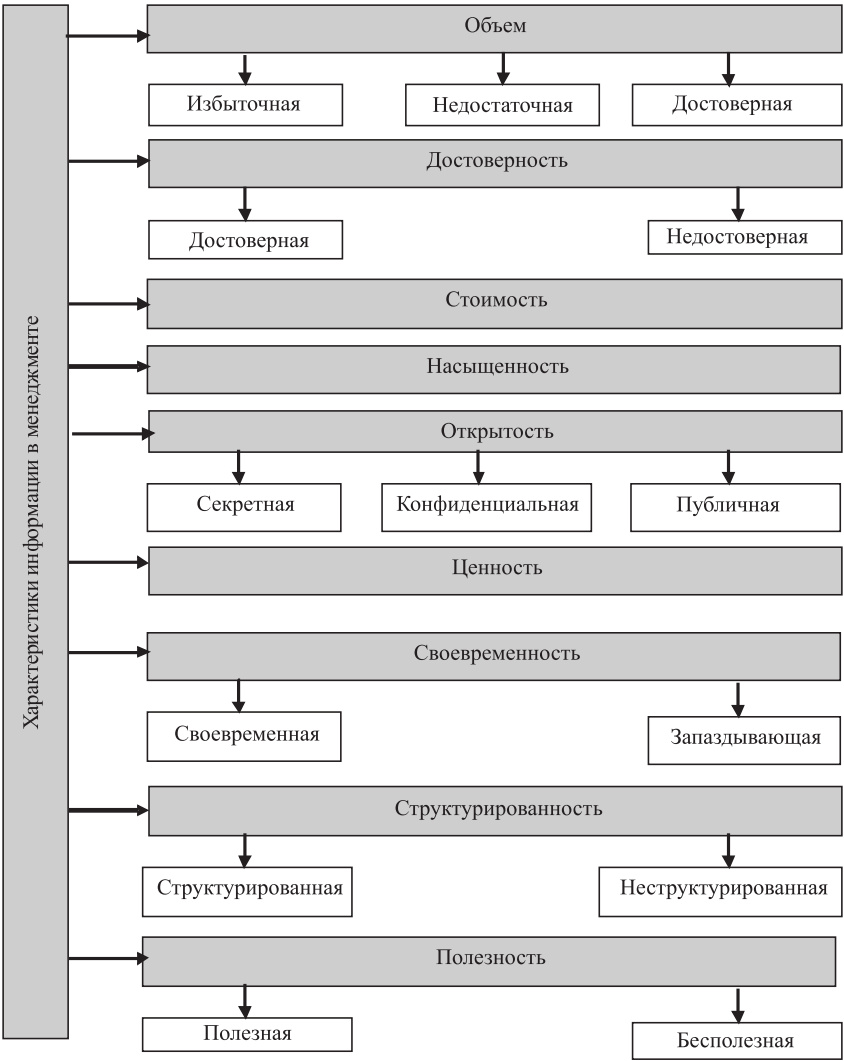 Характеристики информации в менеджменте
Объем
Избыточная
Недостаточная
Достоверная
Достоверность
Достоверная
Недостоверная
Стоимость
Насыщенность
Открытость
Секретная
Конфиденциальная
Публичная
Ценность
Своевременность
Своевременная
Запаздывающая
Структурированность
Структурированная
Неструктурированная
Полезность
Полезная
Бесполезная